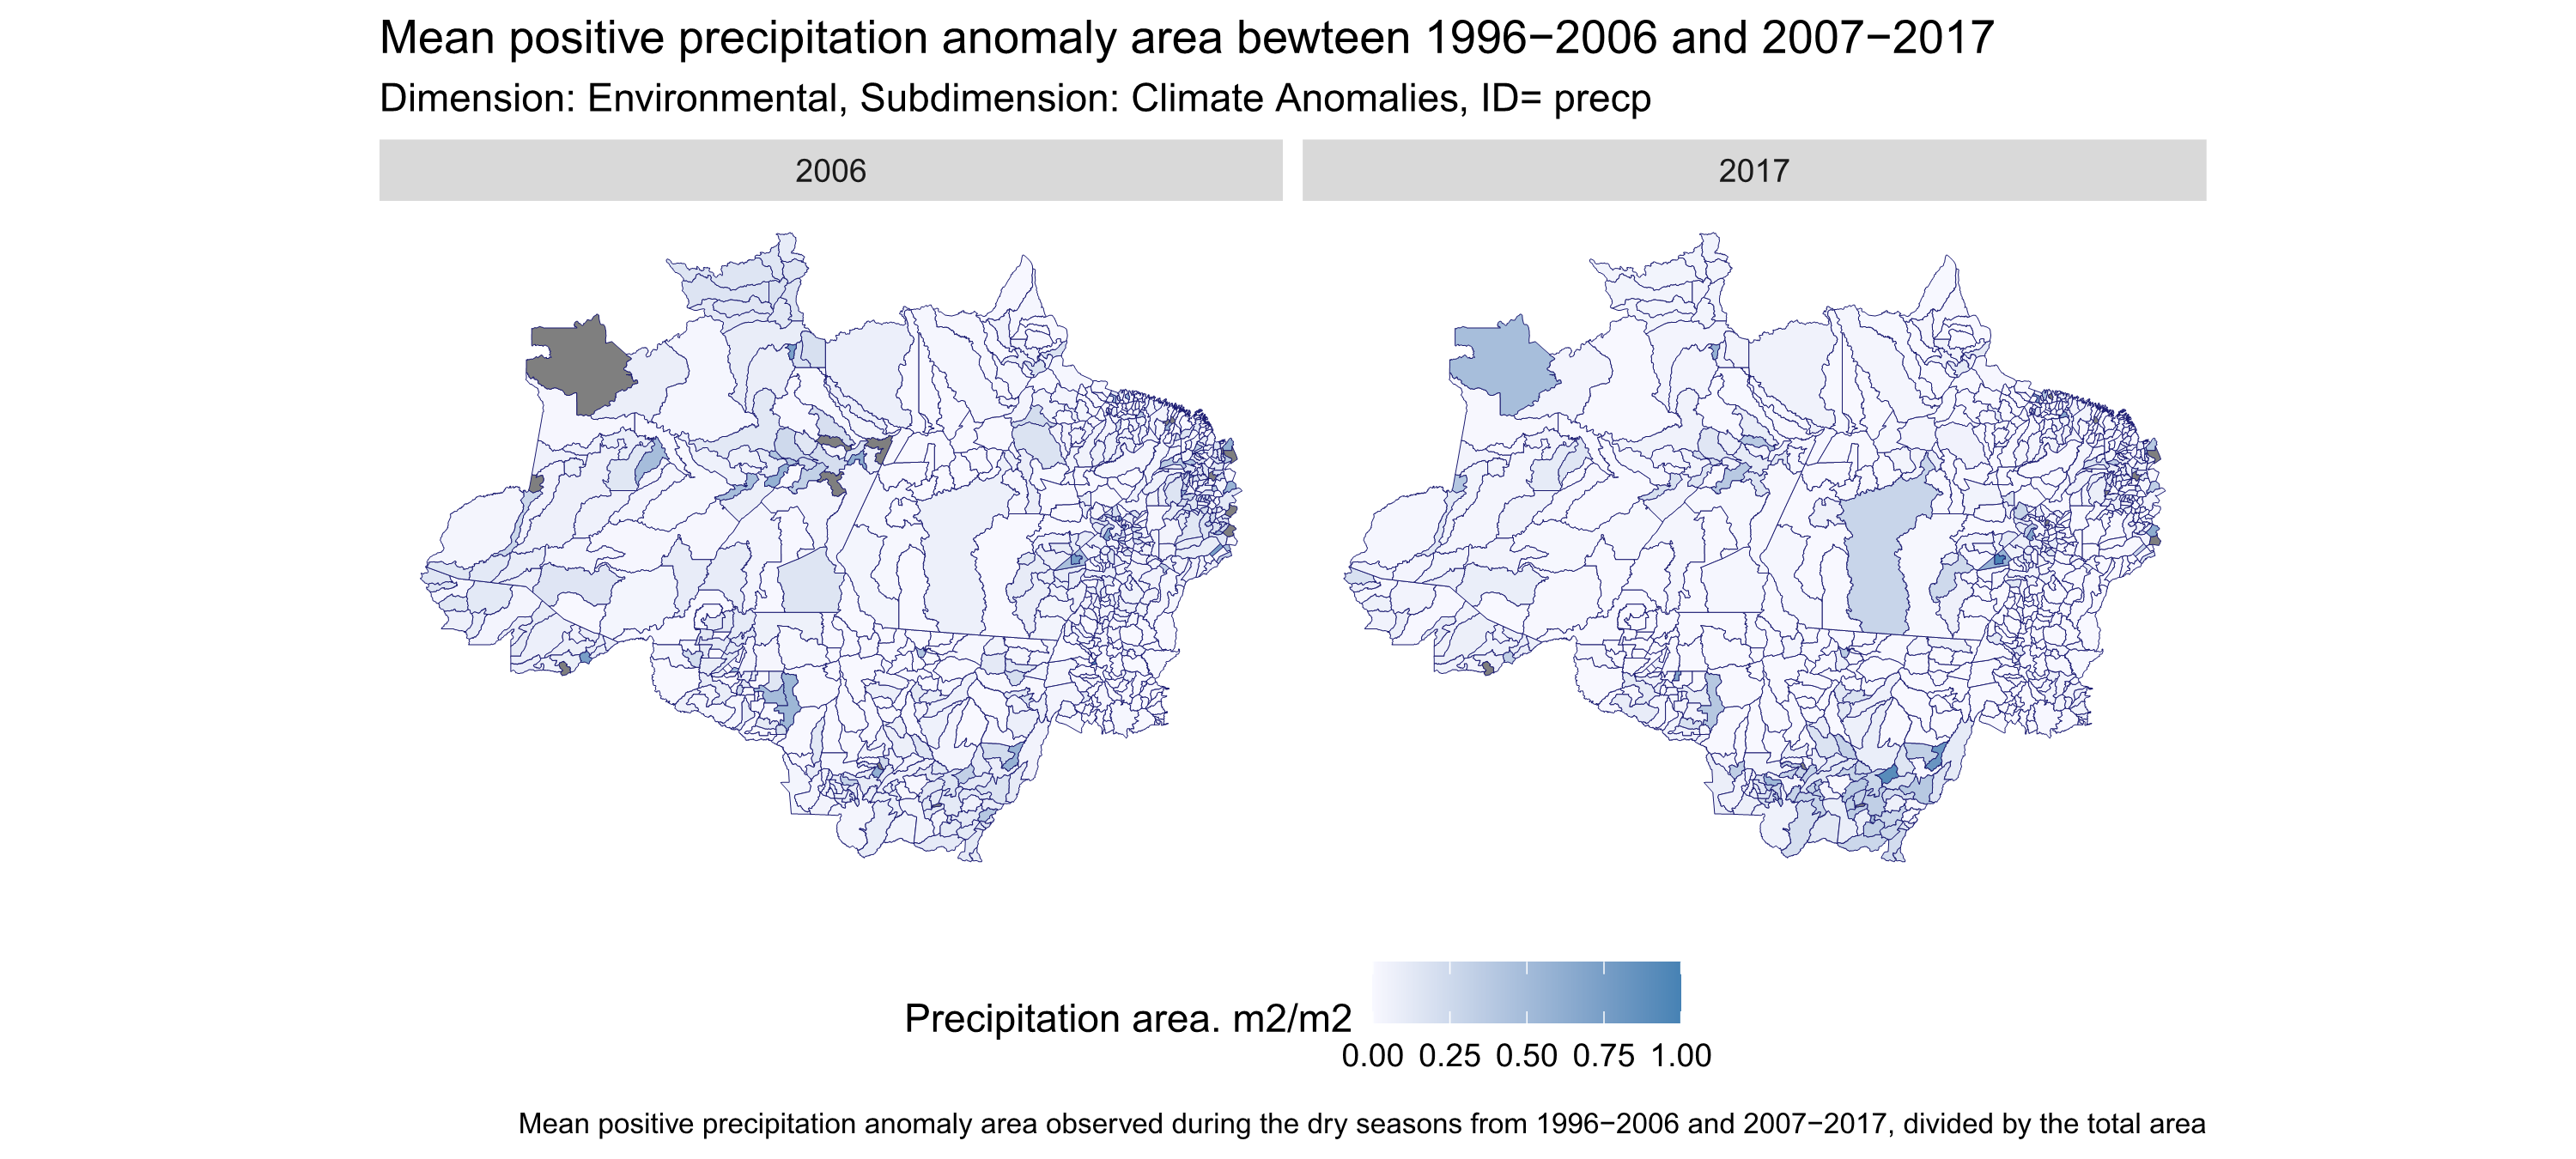 Mean positive precipitation anomaly area bewteen 1996−2006 and 2007−2017
Dimension: Environmental, Subdimension: Climate Anomalies, ID= precp
2006
2017
Precipitation area. m2/m2
0.00 0.25 0.50 0.75 1.00
Mean positive precipitation anomaly area observed during the dry seasons from 1996−2006 and 2007−2017, divided by the total area